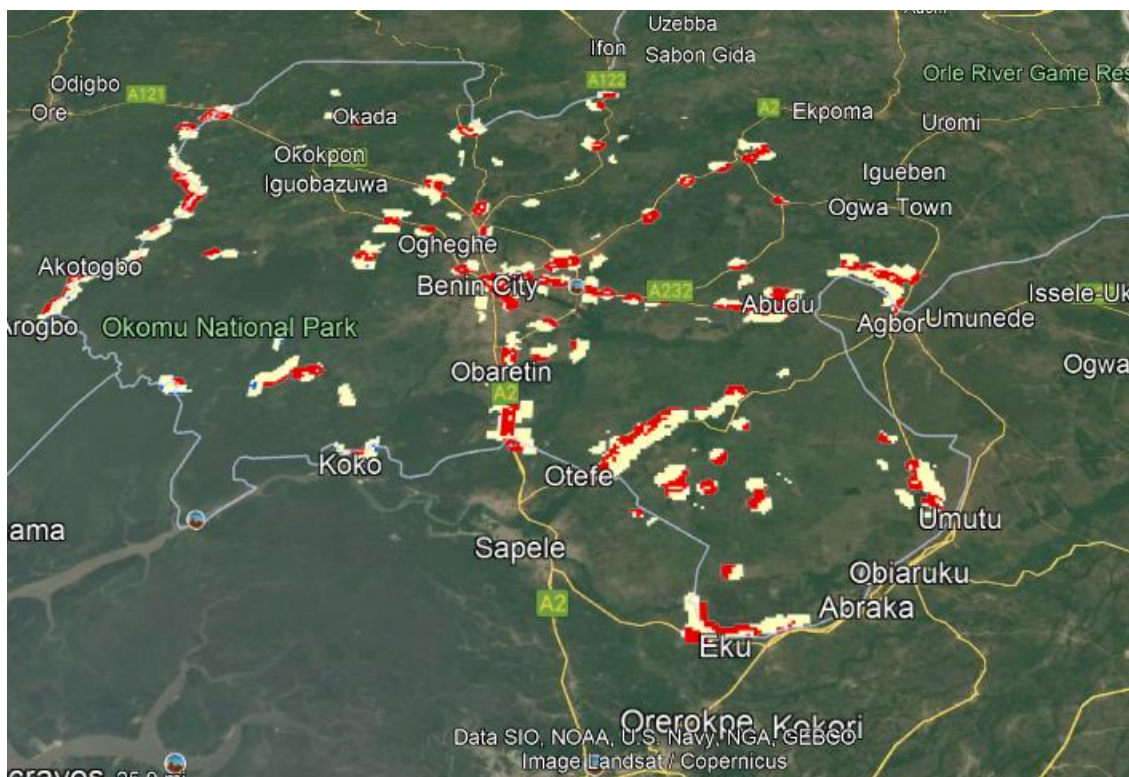 Uzebba
Ifon
Sabon Gida
Orle River Game Res
Odigbo
A121
A122
Ore
Okada
A2
Ekpoma
Uromi
Okokpon
Iguobazuwa
Igueben
Ogwa Town
Ogheghe
Akotogbo
Benin City
A232
Abudu
Issele-Uk
Arogbo
Okomu National Park
Agbor
Umunede
Obaretin
Ogwa
A2
Koko
Otefe
Umutu
ama
Sapele
Obiaruku
A2
Abraka
Eku
Orerokpe
Kokori
Data SIO, NOAA, U.S. Navy, NGA, GEBCO
Image Landsat / Copernicus